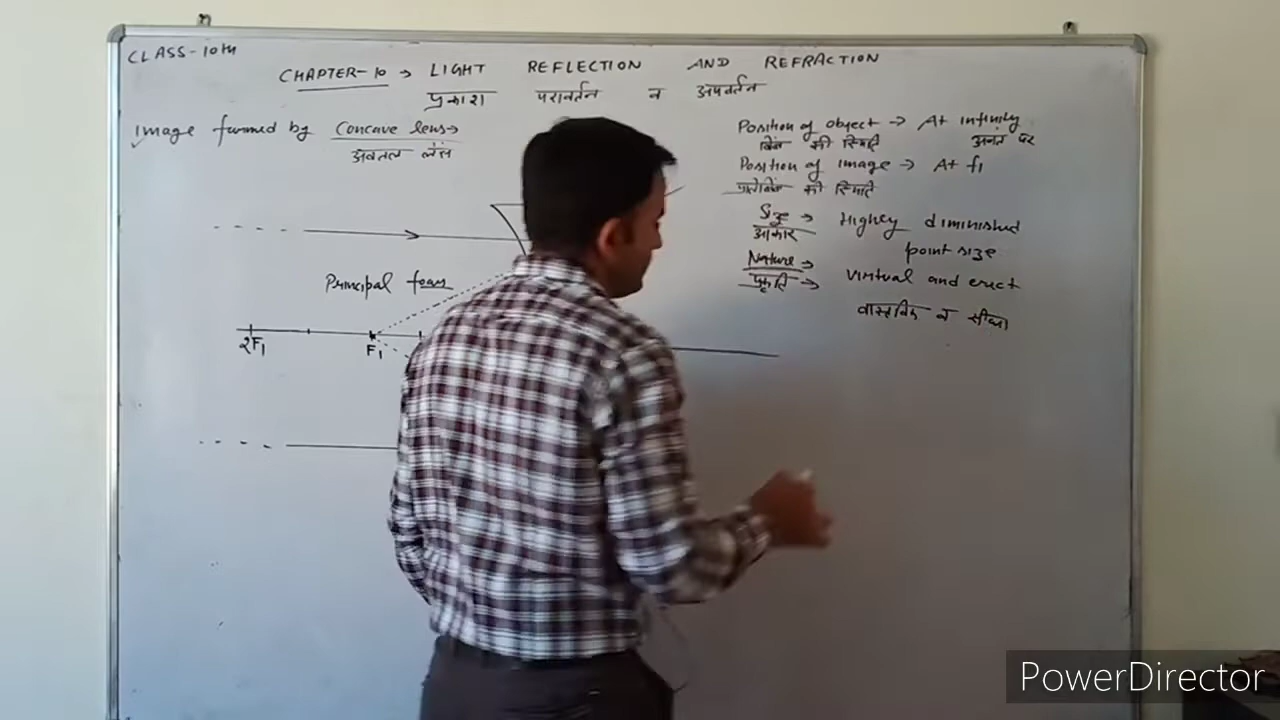 CLASS-10th
CHAPTER-10 → LIGHT REFLECTION AND REFRACTION
प्रकाश परावर्तन व अपवर्तन
Image formed by Concave lens→
अवतल लेंस
Position of object → At infinity
बिंब की स्थिति अनंत पर
Position of image → At f1
प्रतिबिंब की स्थिति
Size → Highly diminished
आकार point size
Nature → Virtual and erect
प्रकृति →
वास्तविक व सीधा
Principal focus
2F1
F1
PowerDirector